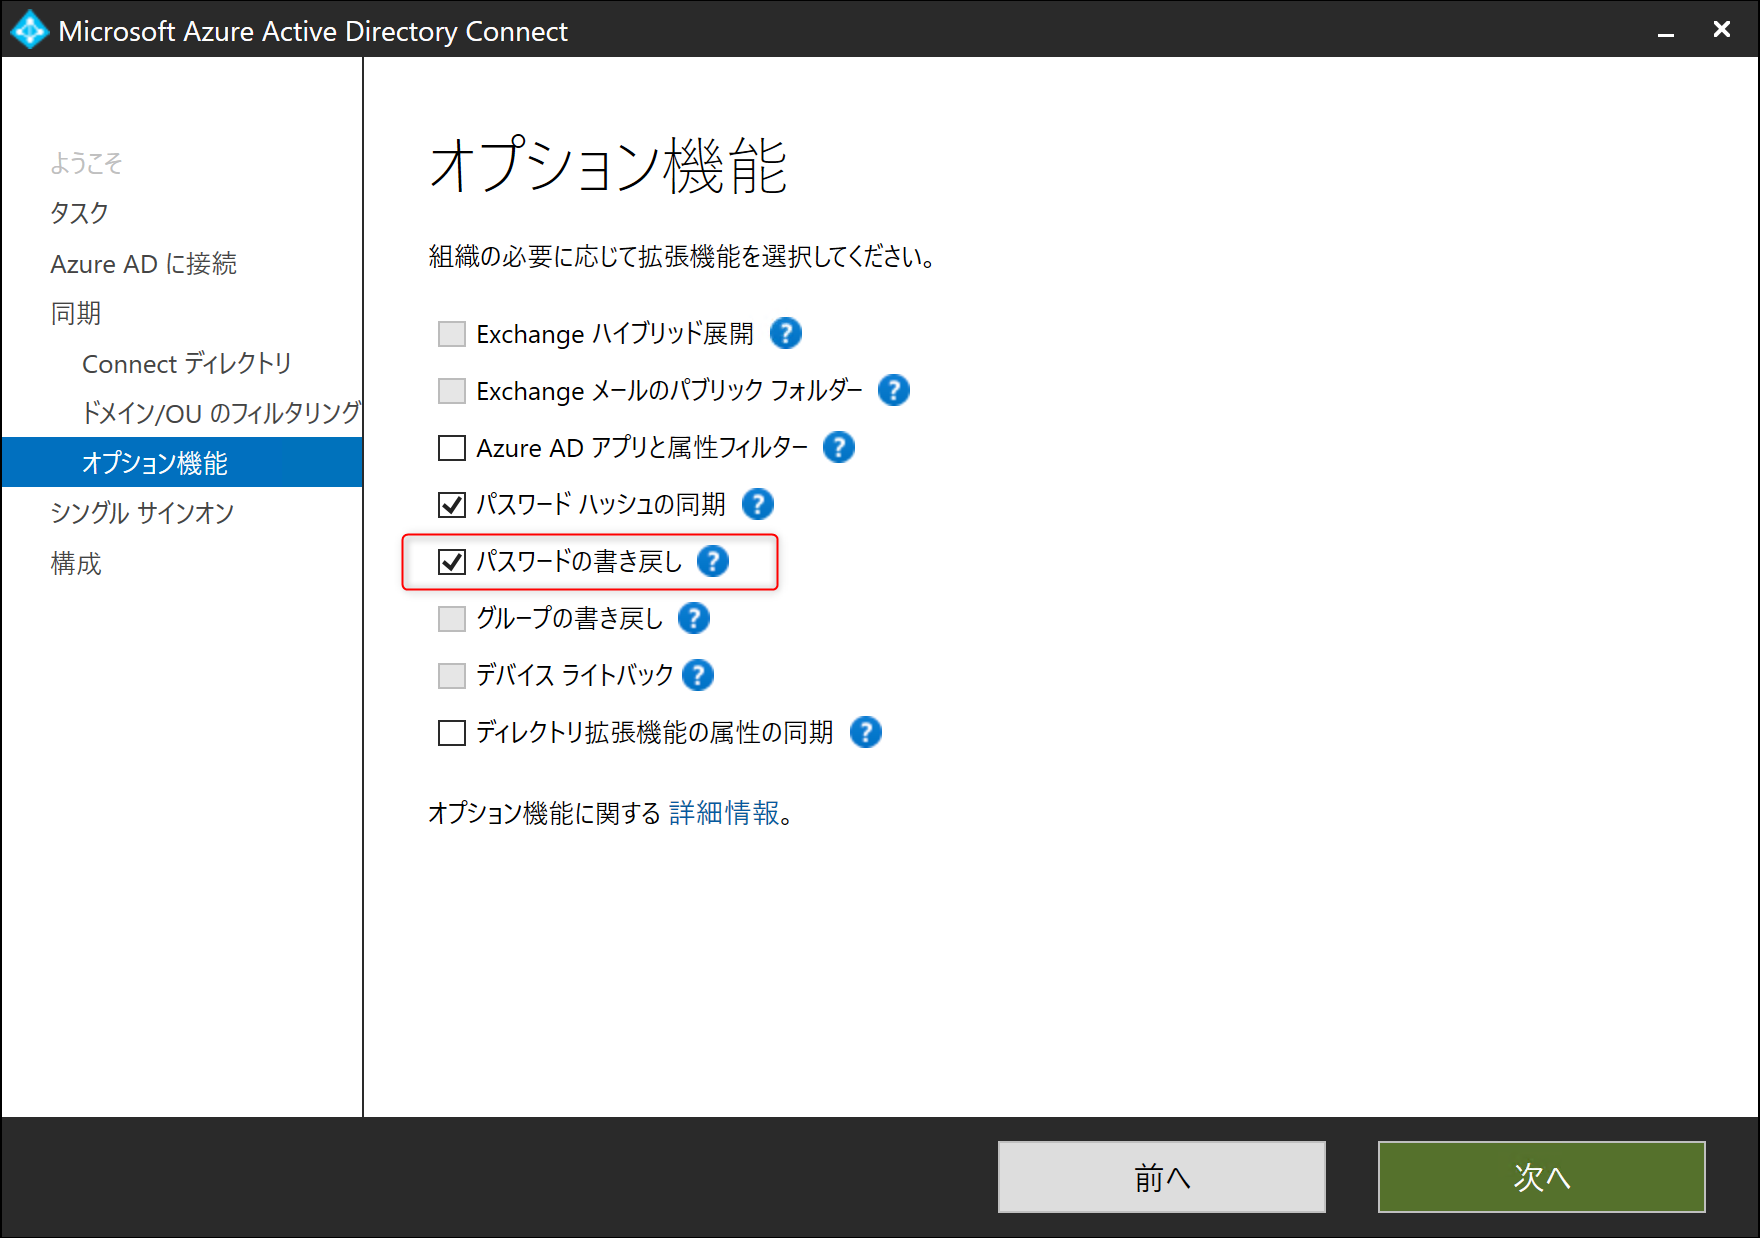 Microsoft Azure Active Directory Connect
ようこそ
タスク
Azure AD に接続
同期
Connect ディレクトリ
ドメイン/OU のフィルタリング
オプション機能
シングル サインオン
構成
オプション機能
組織の必要に応じて拡張機能を選択してください。
Exchange ハイブリッド展開 ?
Exchange メールのパブリック フォルダー ?
Azure AD アプリと属性フィルター ?
パスワード ハッシュの同期 ?
パスワードの書き戻し ?
グループの書き戻し ?
デバイス ライトバック ?
ディレクトリ拡張機能の属性の同期 ?
オプション機能に関する 詳細情報。
前へ
次へ